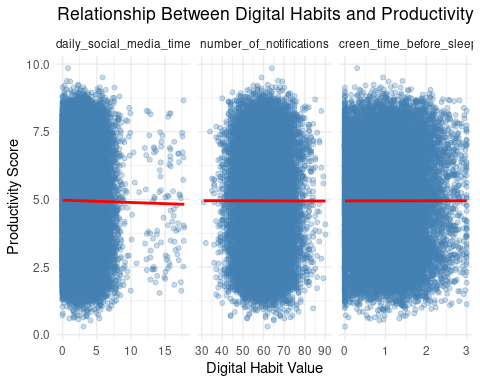 Relationship Between Digital Habits and Productivity
daily_social_media_time number_of_notifications screen_time_before_sleep
10.0
7.5
5.0
2.5
0.0
Productivity Score
0 5 10 15 30 40 50 60 70 80 90 0 1 2 3
Digital Habit Value